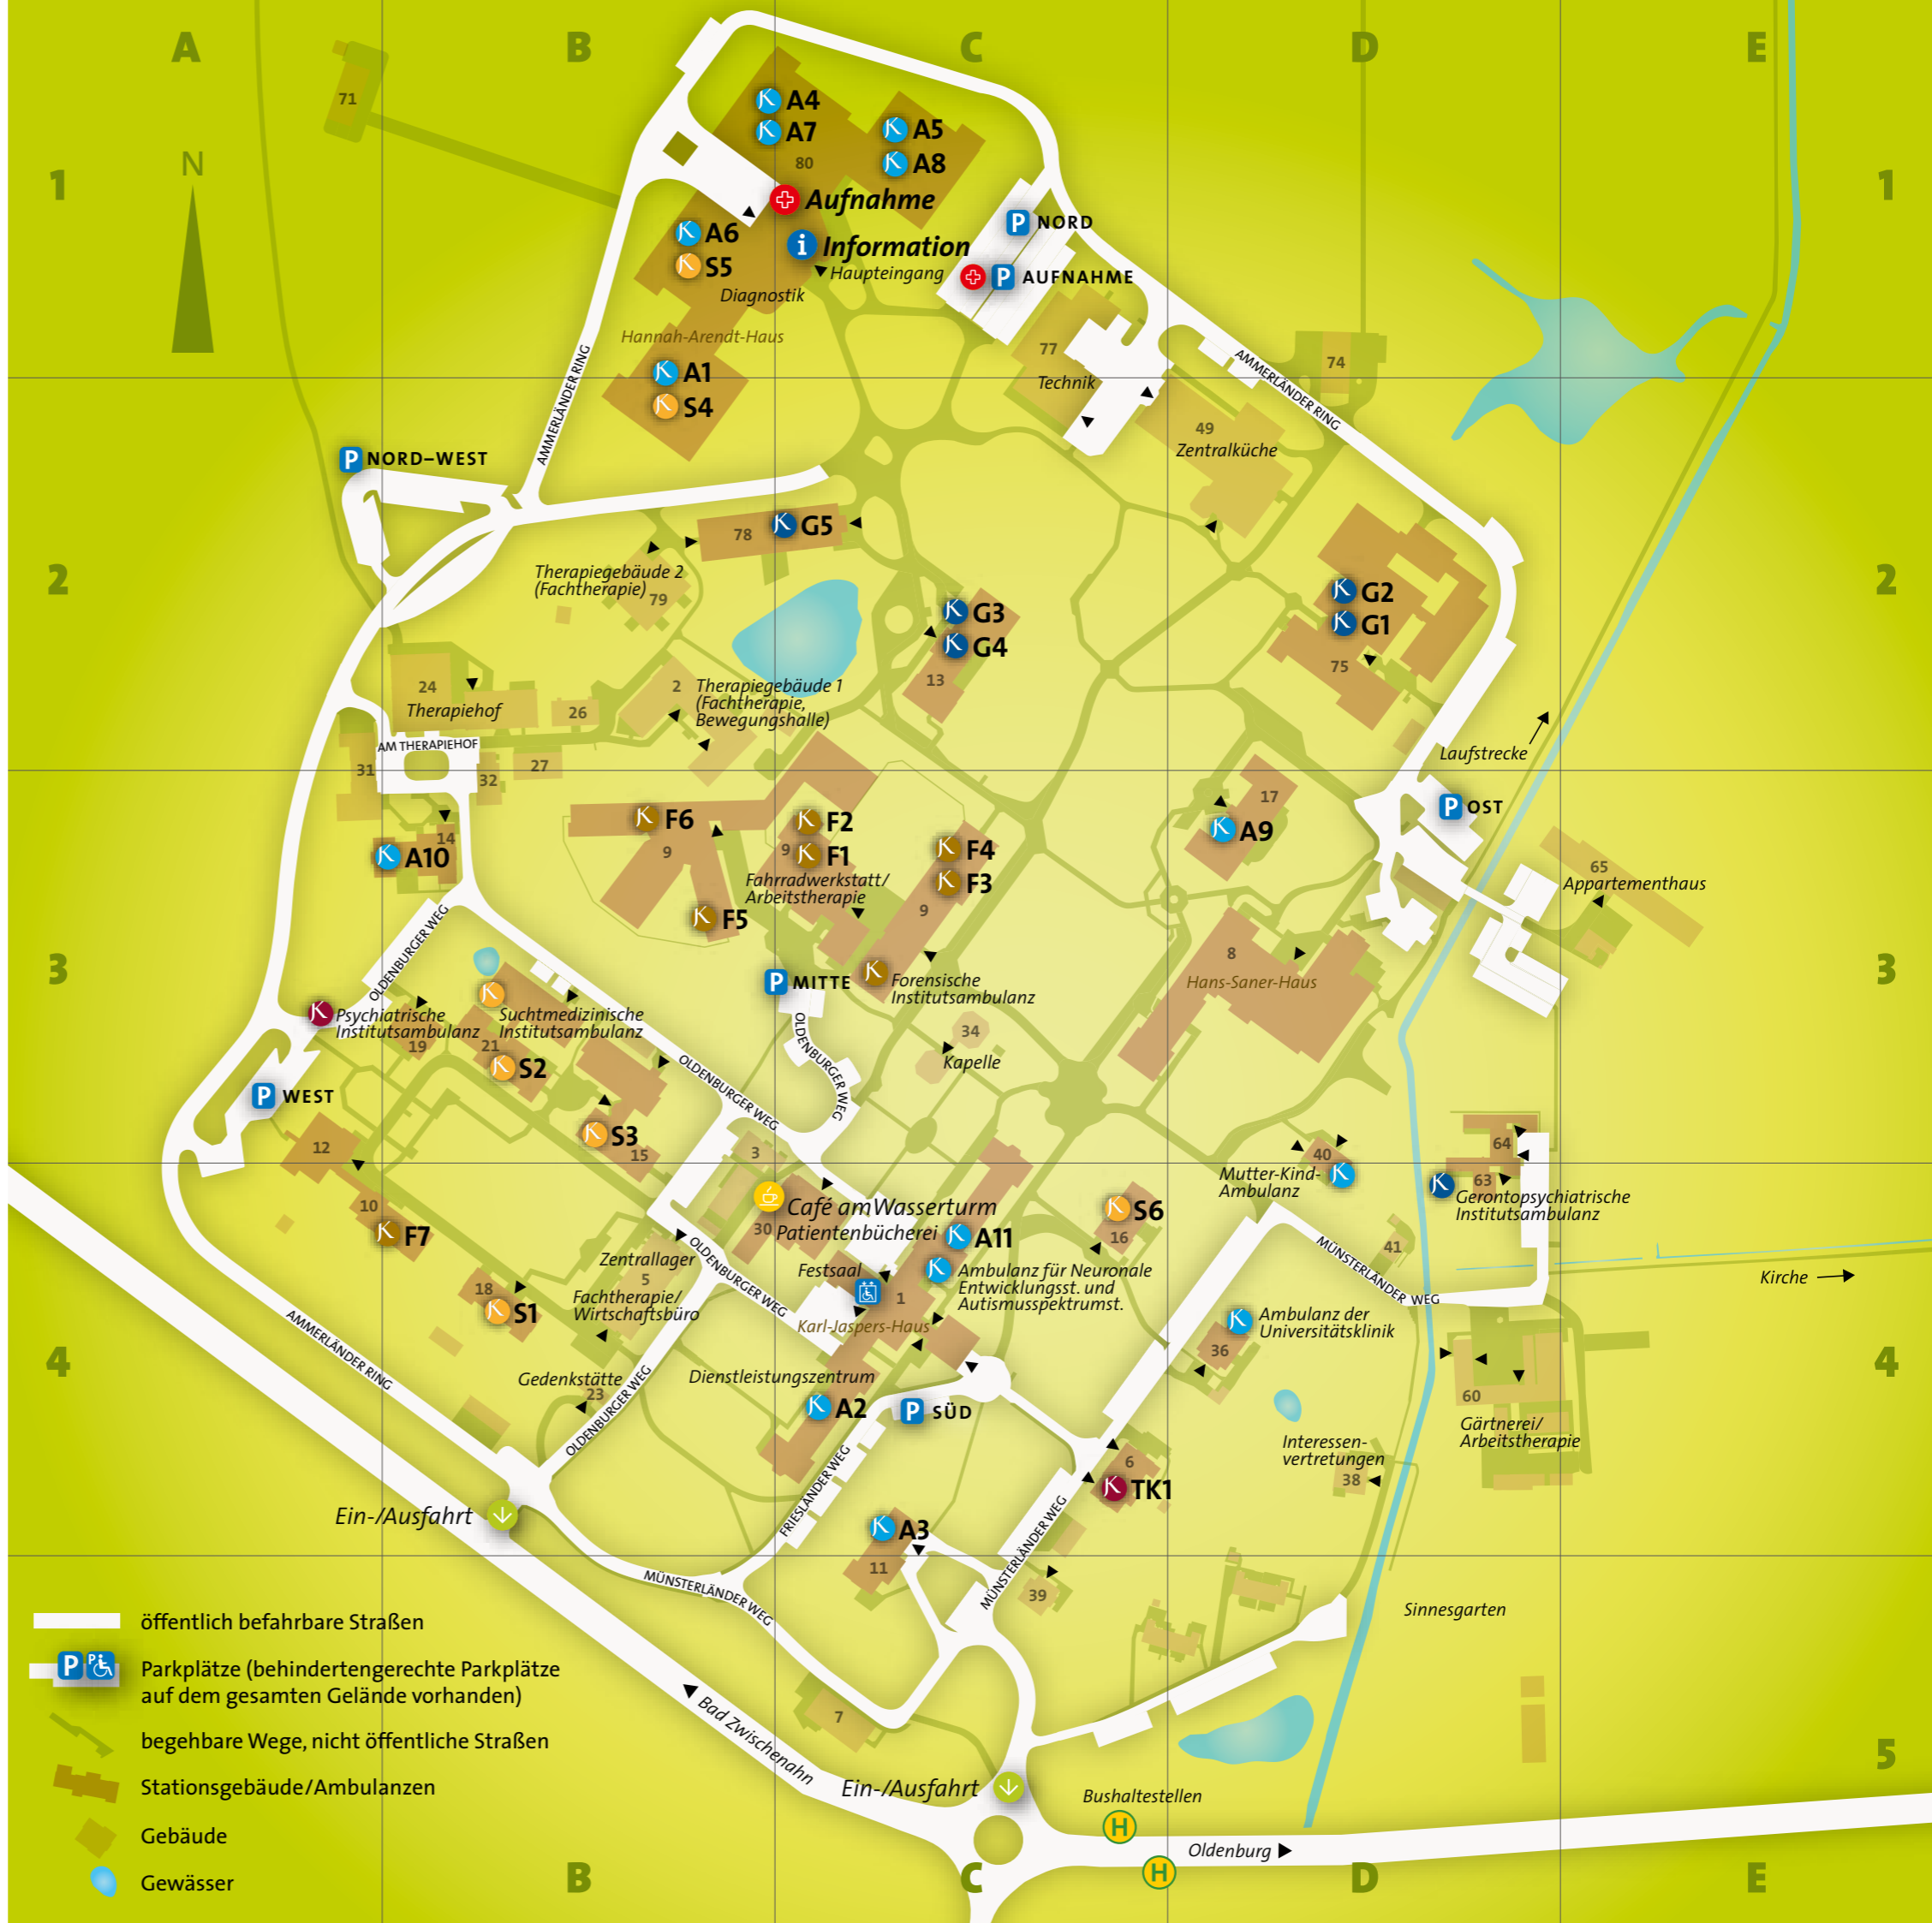 A
B
C
D
E
71
A4
A7
A5
A8
80
N
1
1
Aufnahme
P NORD
A6
S5
i Information
Haupteingang
P AUFNAHME
Diagnostik
Hannah-Arendt-Haus
77
Technik
AMMERLÄNDER RING
74
A1
S4
AMMERLÄNDER RING
49
Zentralküche
P NORD–WEST
78
G5
2
2
Therapiegebäude 2
(Fachtherapie)
79
G3
G4
13
G2
G1
75
24
Therapiehof
26
2
Therapiegebäude 1
(Fachtherapie,
Bewegungshalle)
AM THERAPIEHOF
31
32
27
Laufstrecke
17
A9
P OST
F6
9
F2
F1
9
F4
F3
9
14
A10
Fahrradwerkstatt/
Arbeitstherapie
F5
65
Appartementhaus
OLDENBURGER WEG
3
3
8
Hans-Saner-Haus
P MITTE
Forensische
Institutsambulanz
Psychiatrische
Institutsambulanz
19
Suchtmedizinische
Institutsambulanz
21
S2
OLDENBURGER WEG
OLDENBURGER WEG
34
Kapelle
P WEST
S3
15
12
3
40
Mutter-Kind-
Ambulanz
64
63
Gerontopsychiatrische
Institutsambulanz
10
F7
Café am Wasserturm
Patientenbücherei
30
A11
S6
16
Zentrallager
5
Fachtherapie/
Wirtschaftsbüro
OLDENBURGER WEG
Festsaal
1
Karl-Jaspers-Haus
Ambulanz für Neuronale
Entwicklungsst. und
Autismusspektrumst.
MÜNSTERLÄNDER WEG
41
Kirche
18
S1
Ambulanz der
Universitätsklinik
36
AMMERLÄNDER RING
4
4
Gedenkstätte
23
OLDENBURGER WEG
Dienstleistungszentrum
A2
P SÜD
60
Gärtnerei/
Arbeitstherapie
Interessen-
vertretungen
38
FRIESLÄNDER WEG
6
TK1
Ein-/Ausfahrt
A3
11
MÜNSTERLÄNDER WEG
39
MÜNSTERLÄNDER WEG
Sinnesgarten
öffentlich befahrbare Straßen
P P Parkplätze (behindertengerechte Parkplätze
auf dem gesamten Gelände vorhanden)
begehbare Wege, nicht öffentliche Straßen
Stationsgebäude/Ambulanzen
Gebäude
Gewässer
Bad Zwischenahn
7
5
Ein-/Ausfahrt
Bushaltestellen
H
H
Oldenburg
B
C
D
E